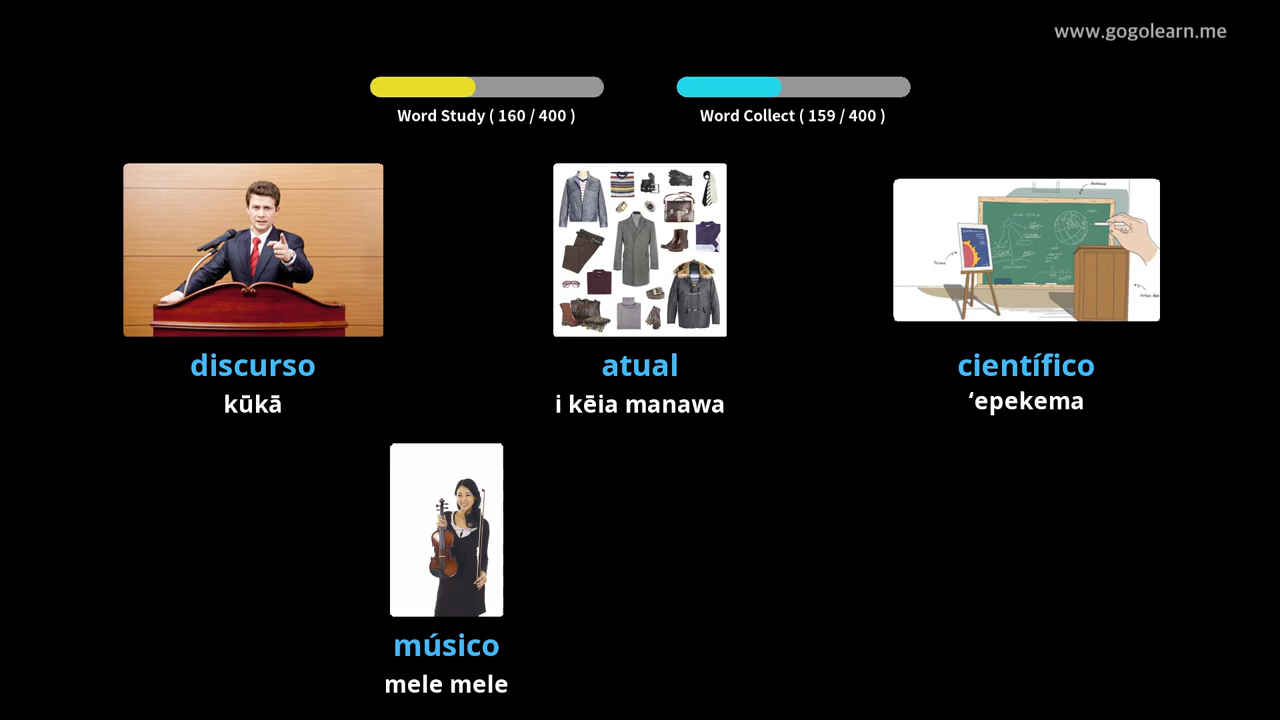 www.gogolearn.me
Word Study ( 160 / 400 )
Word Collect ( 159 / 400 )
discurso
i kūkā
atual
i kēia manawa
científico
ʻepekema
músico
mele mele